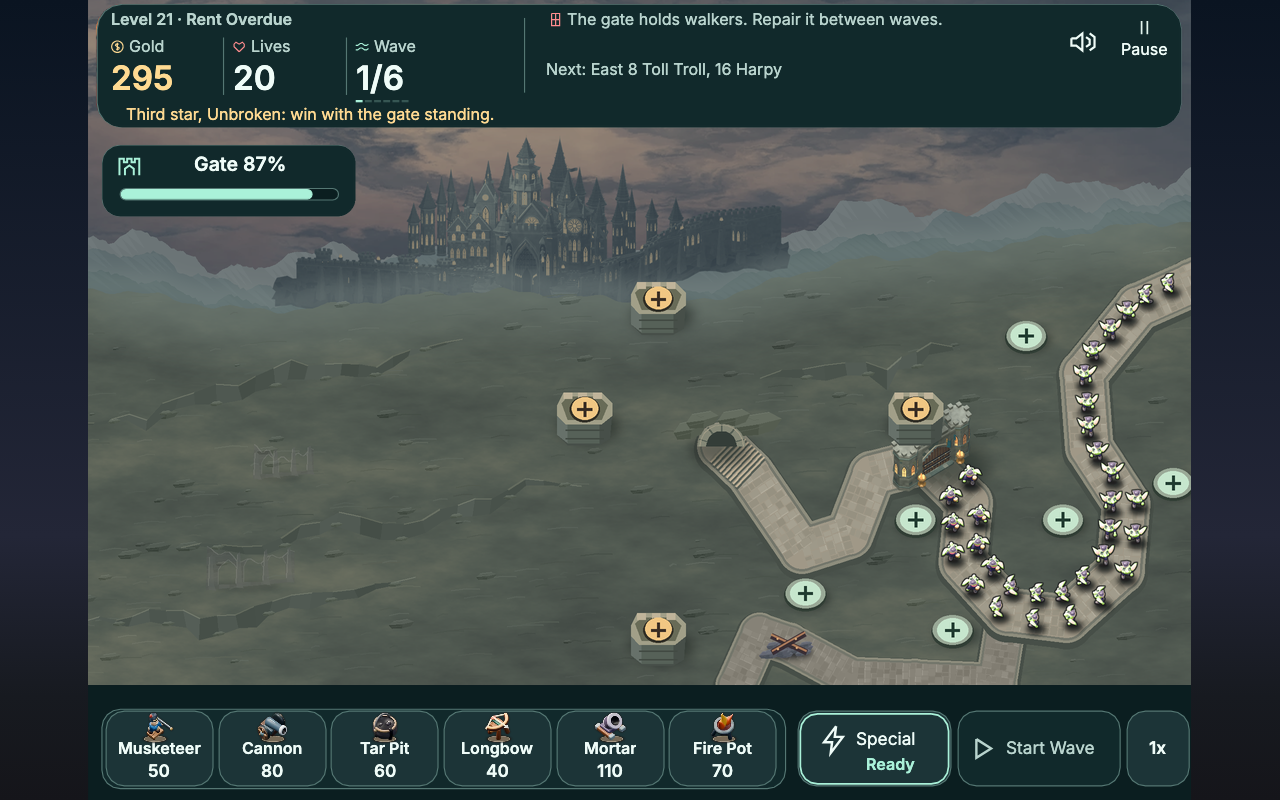 Level 21 · Rent Overdue
Gold
295
Lives
20
Wave
1/6
Third star, Unbroken: win with the gate standing.
The gate holds walkers. Repair it between waves.
Next: East 8 Toll Troll, 16 Harpy
Pause
Gate 87%
Musketeer
50
Cannon
80
Tar Pit
60
Longbow
40
Mortar
110
Fire Pot
70
Special
Ready
Start Wave
1x